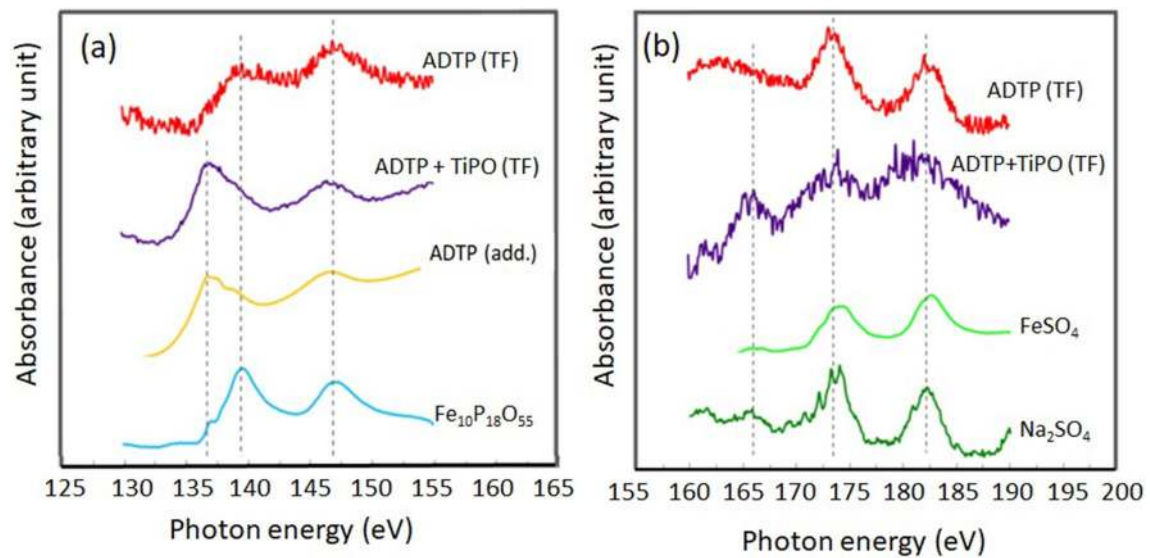 (a)
ADTP (TF)
ADTP + TiPO (TF)
ADTP (add.)
Fe₁₀P₁₈O₅₅
Absorbance (arbitrary unit)
125 130 135 140 145 150 155 160 165
Photon energy (eV)
(b)
ADTP (TF)
ADTP+TiPO (TF)
FeSO₄
Na₂SO₄
Absorbance (arbitrary unit)
155 160 165 170 175 180 185 190 195 200
Photon energy (eV)